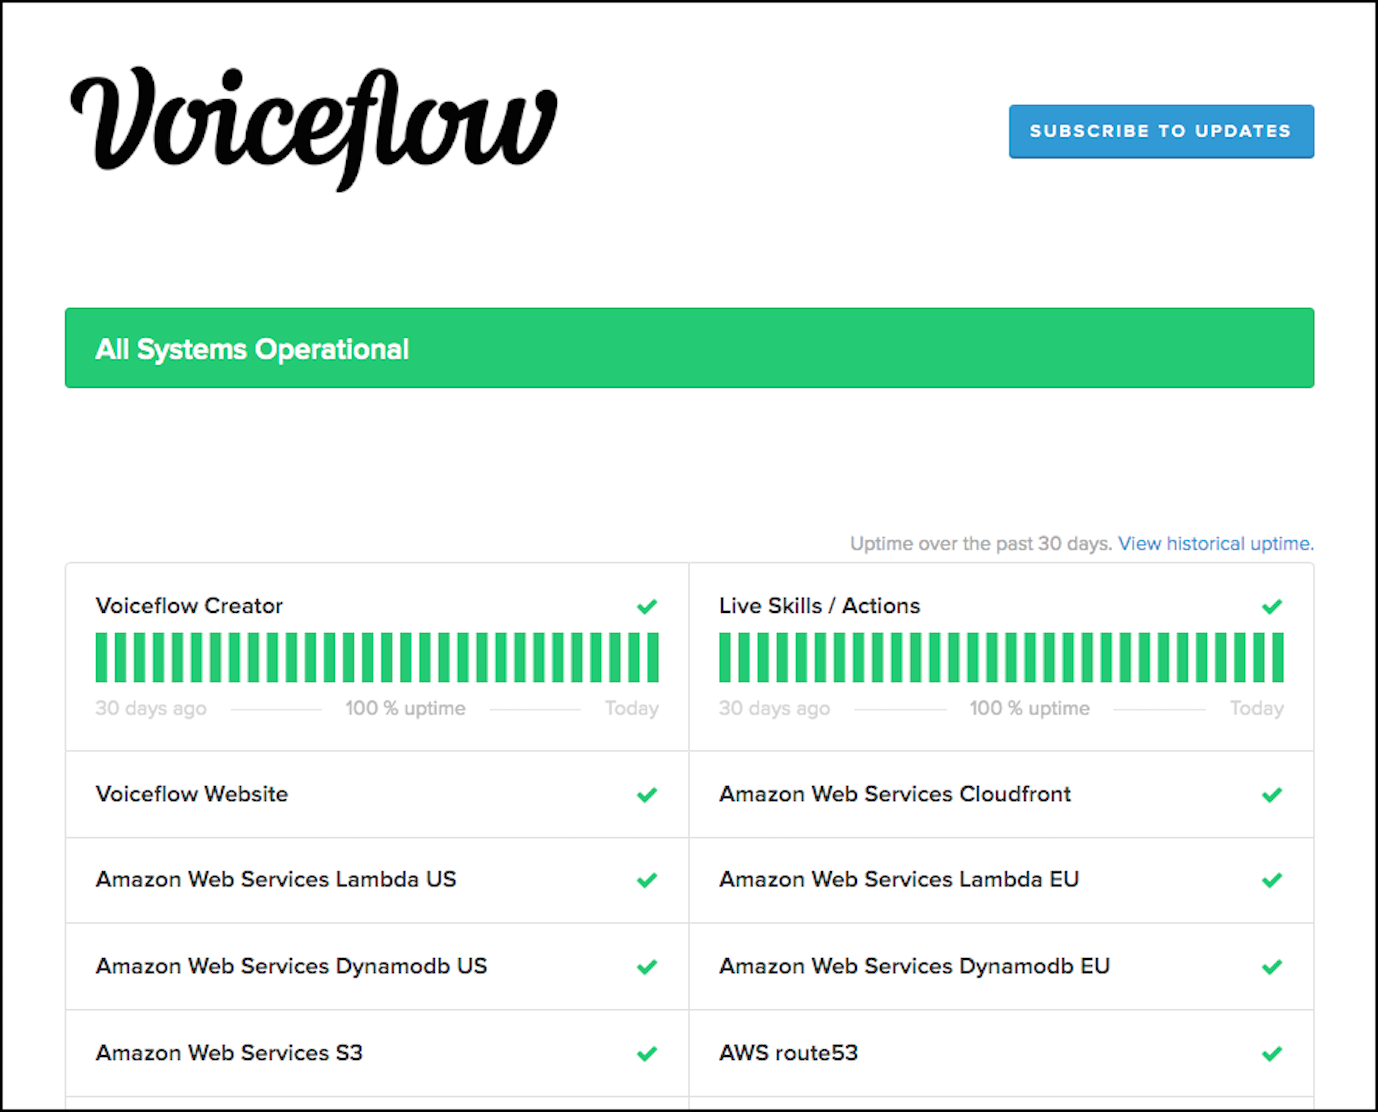 Voiceflow
SUBSCRIBE TO UPDATES
All Systems Operational
Uptime over the past 30 days. View historical uptime.
Voiceflow Creator
30 days ago 100 % uptime Today
Live Skills / Actions
30 days ago 100 % uptime Today
Voiceflow Website
Amazon Web Services Cloudfront
Amazon Web Services Lambda US
Amazon Web Services Lambda EU
Amazon Web Services Dynamodb US
Amazon Web Services Dynamodb EU
Amazon Web Services S3
AWS route53